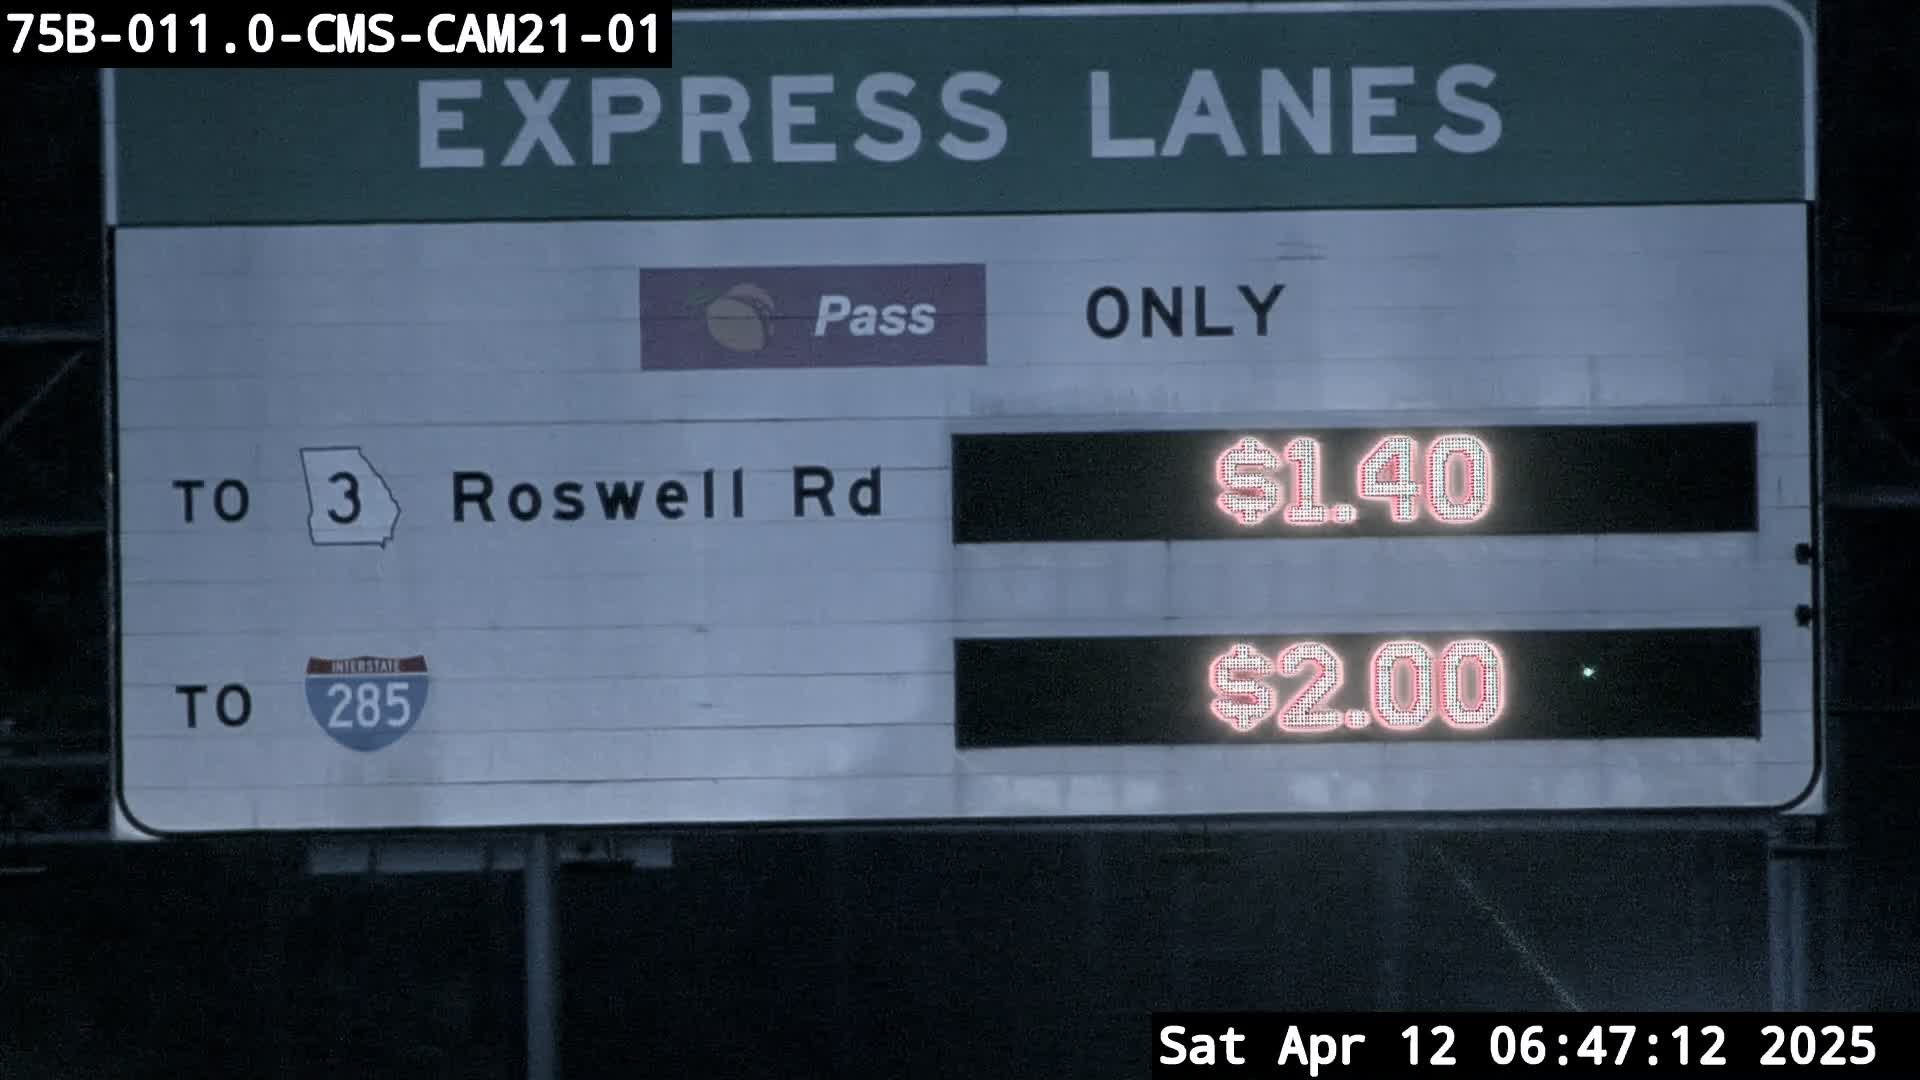 75B-011.0-CMS-CAM21-01
EXPRESS LANES
Pass ONLY
TO 3 Roswell Rd $1.40
INTERSTATE
TO 285 $2.00
Sat Apr 12 06:47:12 2025